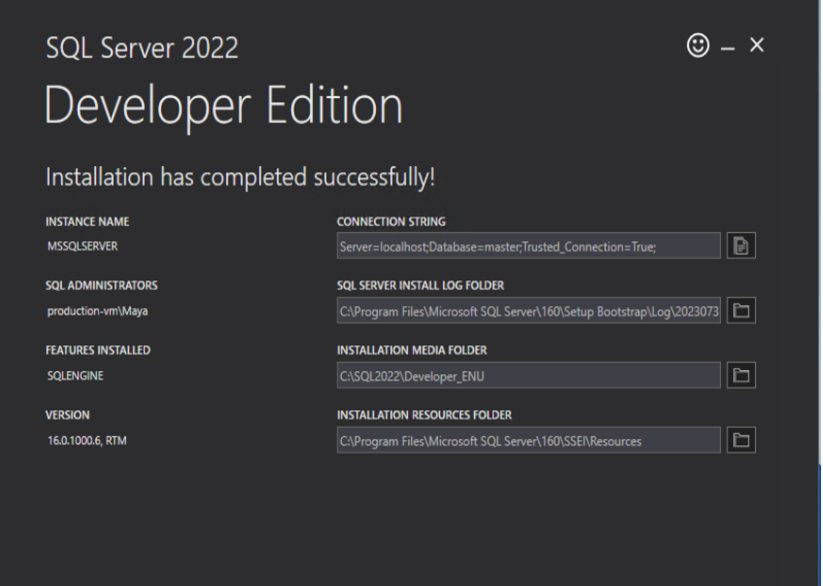 SQL Server 2022
Developer Edition
Installation has completed successfully!
INSTANCE NAME
MSSQLSERVER
CONNECTION STRING
Server=localhost;Database=master;Trusted_Connection=True;
SQL ADMINISTRATORS
production-vm\Maya
SQL SERVER INSTALL LOG FOLDER
C:\Program Files\Microsoft SQL Server\160\Setup Bootstrap\Log\2023073
FEATURES INSTALLED
SQLENGINE
INSTALLATION MEDIA FOLDER
C:\SQL2022\Developer_ENU
VERSION
16.0.1000.6, RTM
INSTALLATION RESOURCES FOLDER
C:\Program Files\Microsoft SQL Server\160\SSEI\Resources